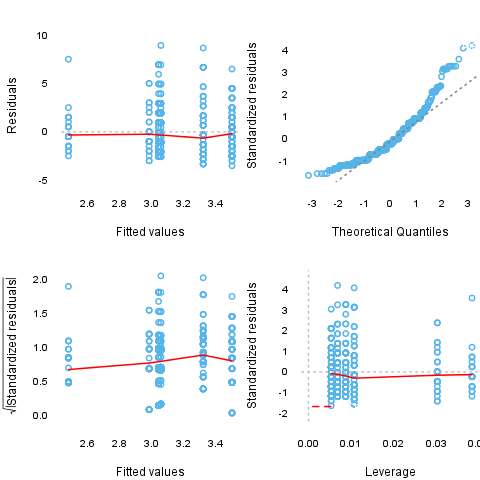 10
5
0
-5
Residuals
2.6 2.8 3.0 3.2 3.4
Fitted values
4
3
2
1
0
-1
Standardized residuals
-3 -2 -1 0 1 2 3
Theoretical Quantiles
2.0
1.5
1.0
0.5
0.0
√|Standardized residuals|
2.6 2.8 3.0 3.2 3.4
Fitted values
4
3
2
1
0
-1
-2
Standardized residuals
0.00 0.01 0.02 0.03
Leverage